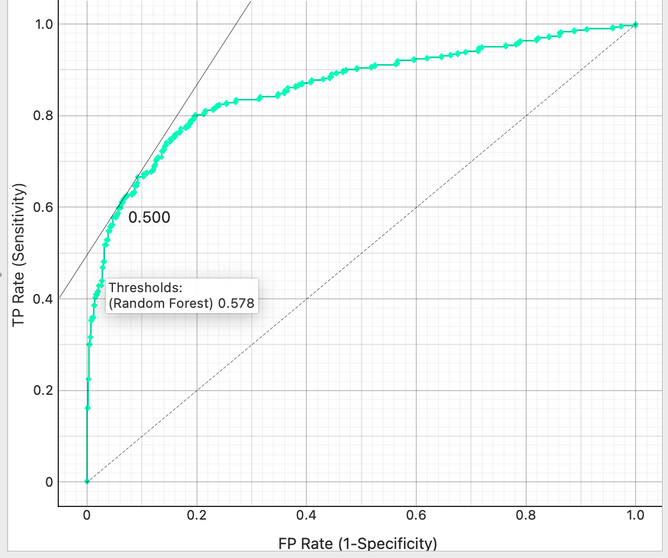 1.0
0.8
0.6
0.4
0.2
0
TP Rate (Sensitivity)
0.500
Thresholds:
(Random Forest) 0.578
0 0.2 0.4 0.6 0.8 1.0
FP Rate (1-Specificity)